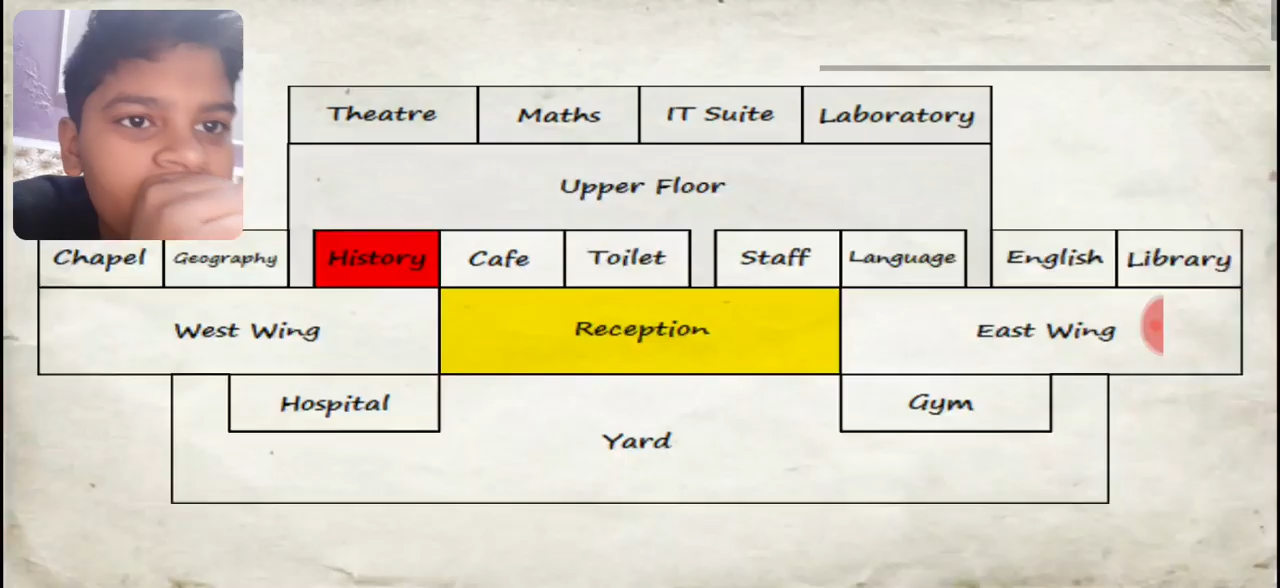 Theatre Maths IT Suite Laboratory
Upper Floor
Chapel Geography History Cafe Toilet Staff Language English Library
West Wing Reception East Wing
Hospital Gym
Yard